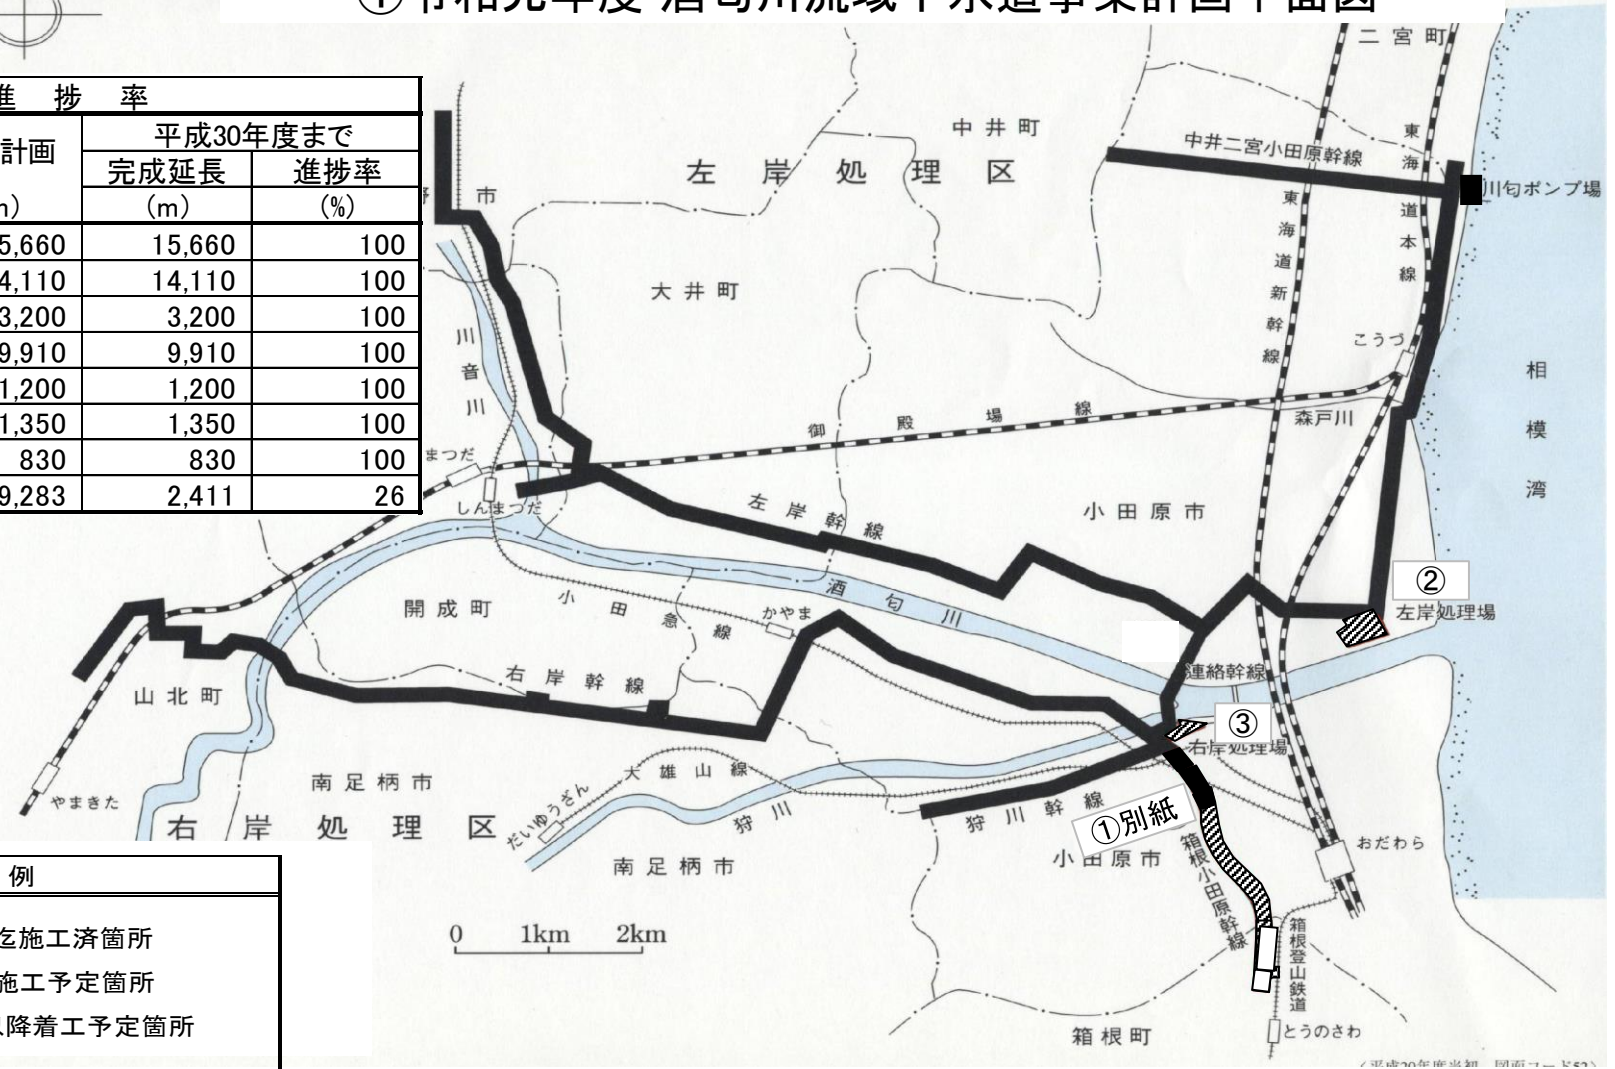 ①令和元年度 酒匂川流域下水道事業計画平面図
進 捗 率
計画
平成30年度まで
完成延長
進捗率
(m)
(%)
5,660 15,660 100
4,110 14,110 100
3,200 3,200 100
9,910 9,910 100
1,200 1,200 100
1,350 1,350 100
830 830 100
9,283 2,411 26
二宮町
中井町
左岸処理区
中井二宮小田原幹線
東海道本線
川匂ポンプ場
市
東海道新幹線
大井町
川音川
こうづ
相模湾
森戸川
御殿場線
まつだ
しんまつだ
左岸幹線
小田原市
②
左岸処理場
酒匂川
開成町
小田急線
かやま
連絡幹線
右岸幹線
山北町
③
右岸処理場
南足柄市
大雄山線
やまきた
右岸処理区
だいゆうざん
狩川
狩川幹線
①別紙
おだわら
南足柄市
小田原市
箱根小田原幹線
例
迄施工済箇所
施工予定箇所
以降着工予定箇所
0 1km 2km
箱根登山鉄道
箱根町
とうのさわ